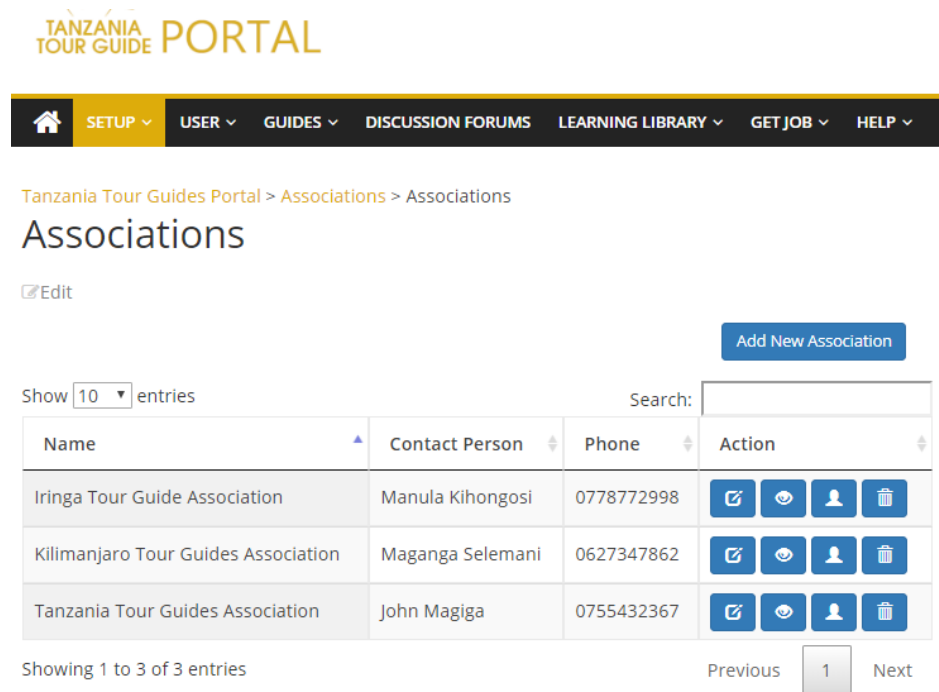 TANZANIA
TOUR GUIDE PORTAL
SETUP USER GUIDES DISCUSSION FORUMS LEARNING LIBRARY GET JOB HELP
Tanzania Tour Guides Portal > Associations > Associations
Associations
Edit
Add New Association
Show 10 entries Search:
Name Contact Person Phone Action
Iringa Tour Guide Association Manula Kihongosi 0778772998
Kilimanjaro Tour Guides Association Maganga Selemani 0627347862
Tanzania Tour Guides Association John Magiga 0755432367
Showing 1 to 3 of 3 entries Previous 1 Next